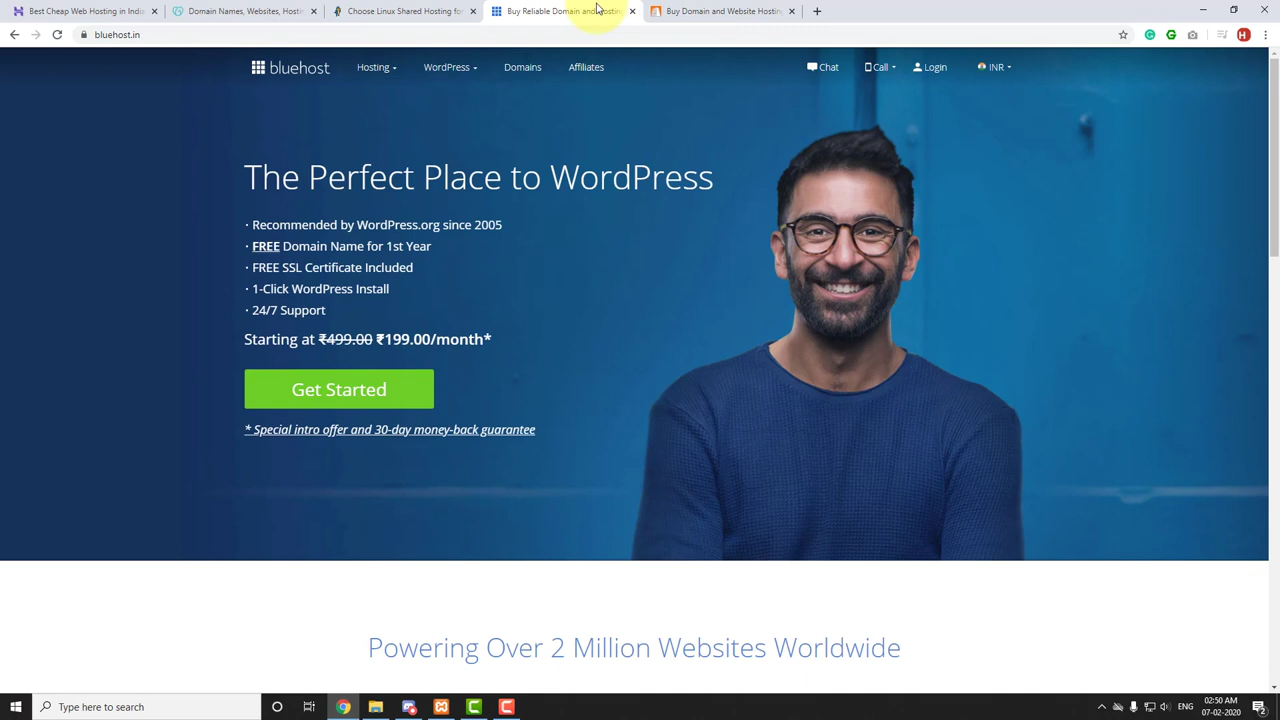 Best Cheap Web Hosting in India
Domain Names, Websites, Hostin
Choose Linux Shared Hosting for
Buy Reliable Domain and Hosting
Buy Domain and Website Hosting
bluehost.in
bluehost
Hosting
WordPress
Domains
Affiliates
Chat
Call
Login
INR
The Perfect Place to WordPress
· Recommended by WordPress.org since 2005
· FREE Domain Name for 1st Year
· FREE SSL Certificate Included
· 1-Click WordPress Install
· 24/7 Support
Starting at ₹499.00 ₹199.00/month*
Get Started
* Special intro offer and 30-day money-back guarantee
Powering Over 2 Million Websites Worldwide
Type here to search
ENG
02:50 AM
07-02-2020
2